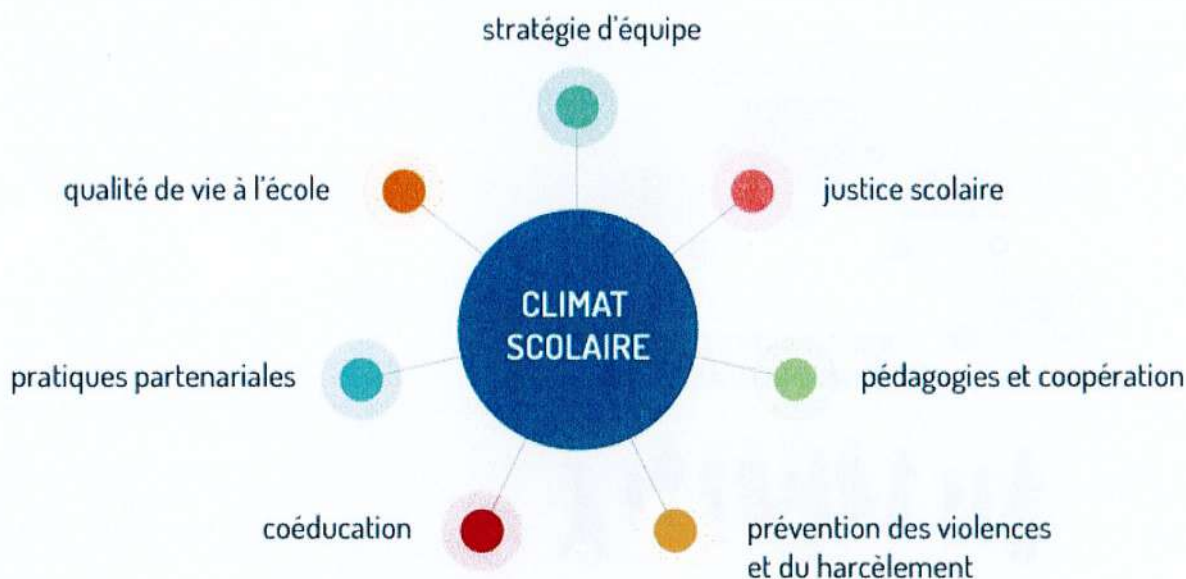 stratégie d'équipe
qualité de vie à l'école
justice scolaire
CLIMAT
SCOLAIRE
pratiques partenariales
pédagogies et coopération
coéducation
prévention des violences
et du harcèlement